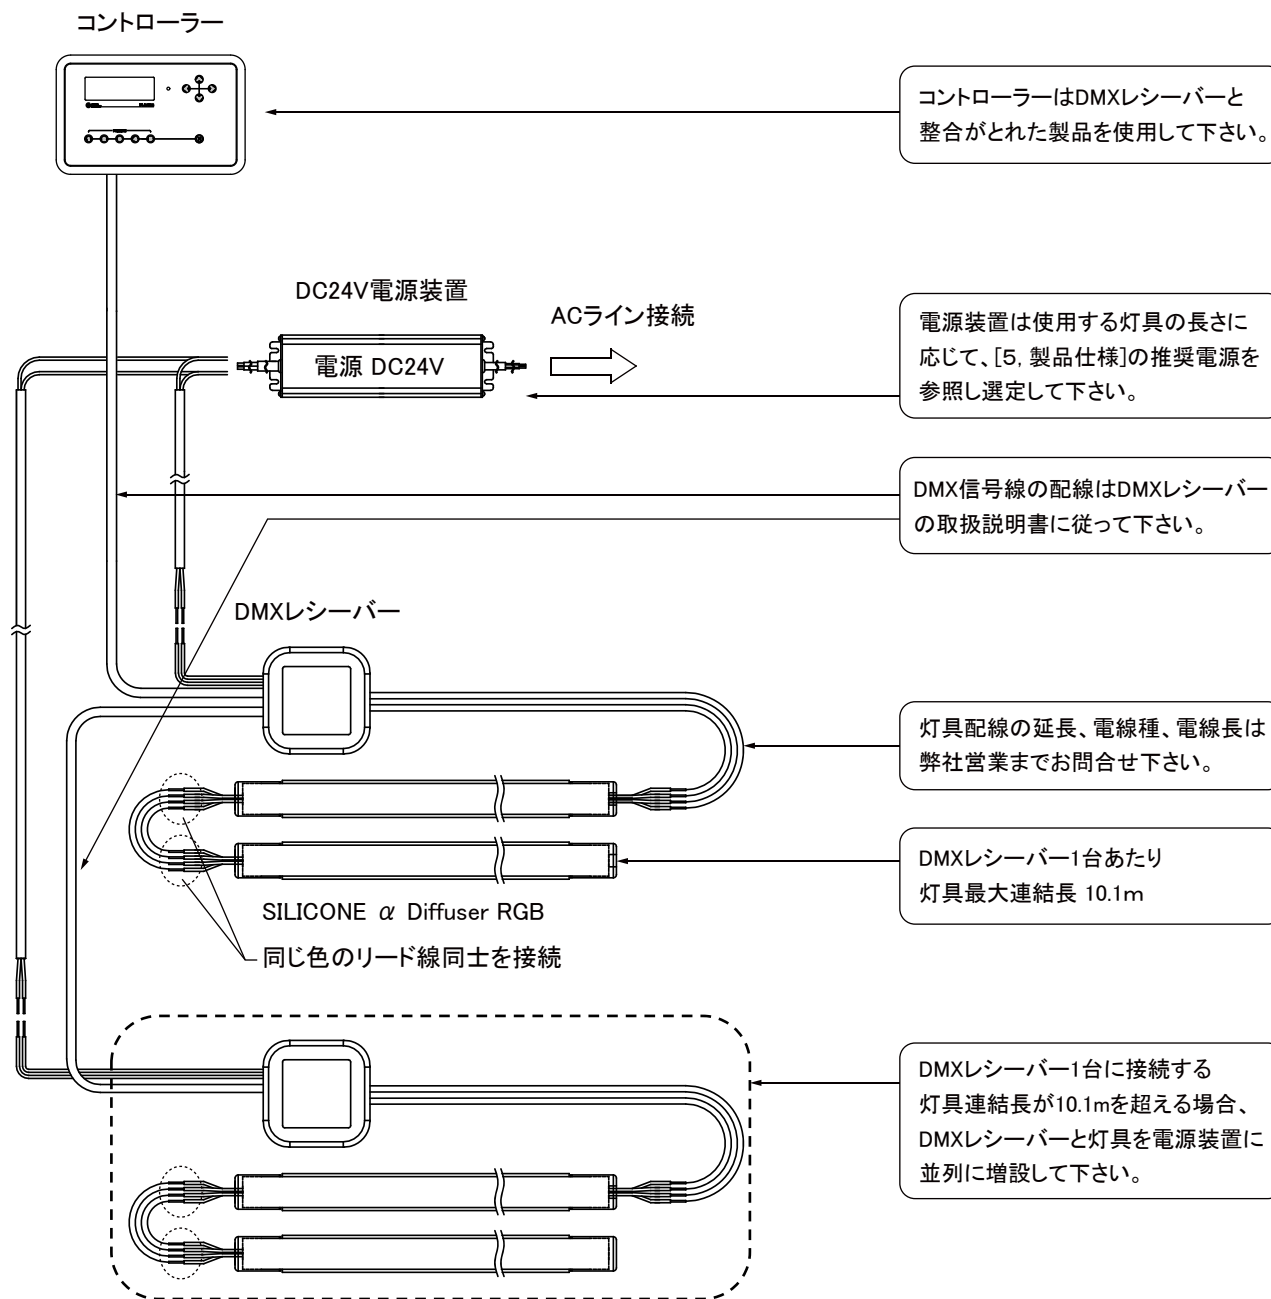 コントローラー
コントローラーはDMXレシーバーと
整合がとれた製品を使用して下さい。
DC24V電源装置
ACライン接続
電源 DC24V
電源装置は使用する灯具の長さに
応じて、[5, 製品仕様]の推奨電源を
参照し選定して下さい。
DMX信号線の配線はDMXレシーバー
の取扱説明書に従って下さい。
DMXレシーバー
灯具配線の延長、電線種、電線長は
弊社営業までお問合せ下さい。
DMXレシーバー1台あたり
灯具最大連結長 10.1m
SILICONE α Diffuser RGB
同じ色のリード線同士を接続
DMXレシーバー1台に接続する
灯具連結長が10.1mを超える場合、
DMXレシーバーと灯具を電源装置に
並列に増設して下さい。